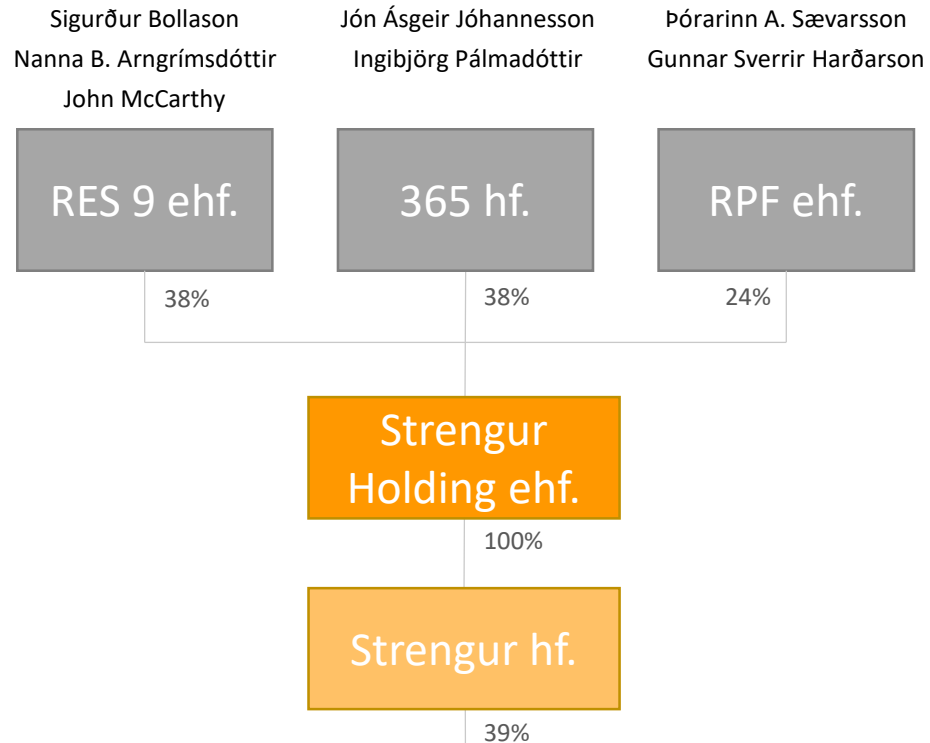 Sigurður Bollason
Nanna B. Arngrímsdóttir
John McCarthy
Jón Ásgeir Jóhannesson
Ingibjörg Pálmadóttir
Þórarinn A. Sævarsson
Gunnar Sverrir Harðarson
RES 9 ehf.
365 hf.
RPF ehf.
38%
38%
24%
Strengur
Holding ehf.
100%
Strengur hf.
39%